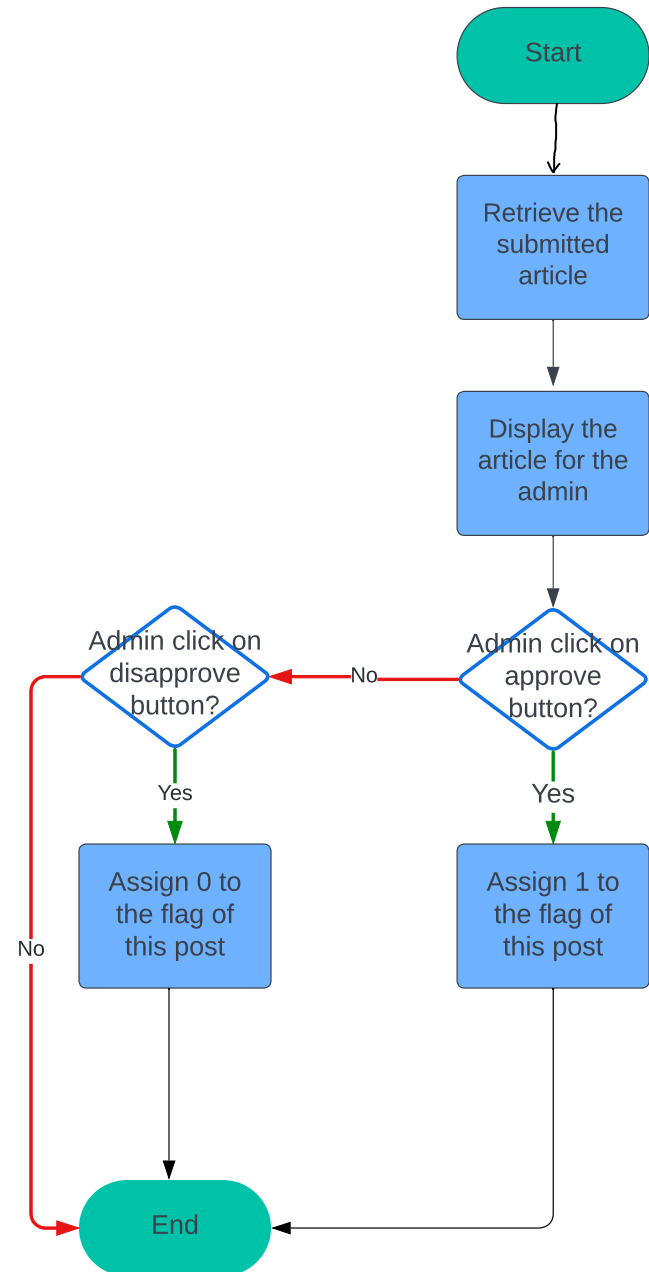 Start
Retrieve the
submitted
article
Display the
article for the
admin
Admin click on
approve
button?
No
Admin click on
disapprove
button?
Yes
Yes
Assign 0 to
the flag of
this post
Assign 1 to
the flag of
this post
No
End